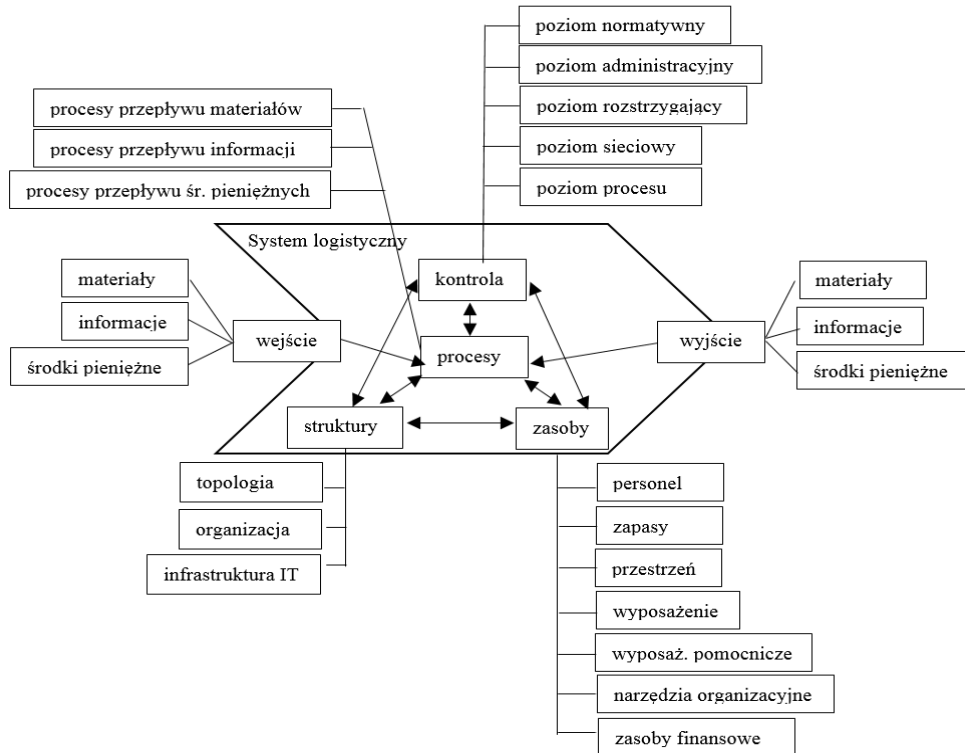 poziom normatywny
poziom administracyjny
poziom rozstrzygający
poziom sieciowy
poziom procesu
procesy przepływu materiałów
procesy przepływu informacji
procesy przepływu śr. pieniężnych
System logistyczny
materiały
informacje
środki pieniężne
wejście
kontrola
procesy
struktury
zasoby
wyjście
materiały
informacje
środki pieniężne
topologia
organizacja
infrastruktura IT
personel
zapasy
przestrzeń
wyposażenie
wyposaż. pomocnicze
narzędzia organizacyjne
zasoby finansowe